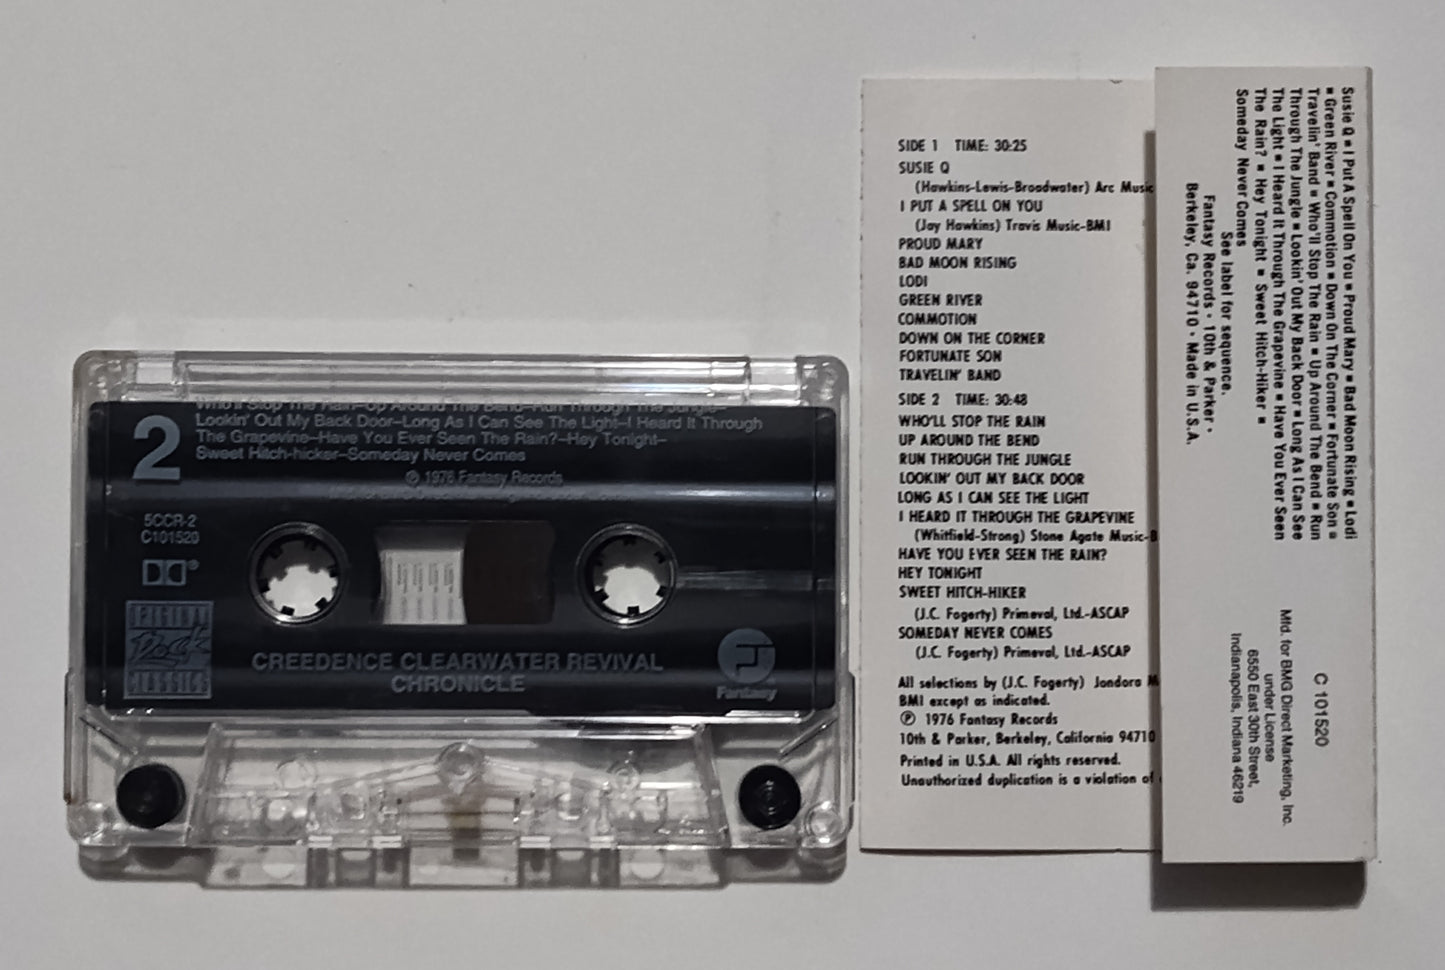 2
Who'll Stop The Rain–Up Around The Bend–Run Through The Jungle–
Lookin' Out My Back Door–Long As I Can See The Light–I Heard It Through
The Grapevine–Have You Ever Seen The Rain?–Hey Tonight–
Sweet Hitch-hicker–Someday Never Comes
℗ 1976 Fantasy Records
5CCR-2
C101520
ORIGINAL
Rock
CLASSICS
CREEDENCE CLEARWATER REVIVAL
CHRONICLE
Fantasy
SIDE 1 TIME: 30:25
SUSIE Q
(Hawkins-Lewis-Broadwater) Arc Music
I PUT A SPELL ON YOU
(Jay Hawkins) Travis Music-BMI
PROUD MARY
BAD MOON RISING
LODI
GREEN RIVER
COMMOTION
DOWN ON THE CORNER
FORTUNATE SON
TRAVELIN' BAND
SIDE 2 TIME: 30:48
WHO'LL STOP THE RAIN
UP AROUND THE BEND
RUN THROUGH THE JUNGLE
LOOKIN' OUT MY BACK DOOR
LONG AS I CAN SEE THE LIGHT
I HEARD IT THROUGH THE GRAPEVINE
(Whitfield-Strong) Stone Agate Music-B
HAVE YOU EVER SEEN THE RAIN?
HEY TONIGHT
SWEET HITCH-HIKER
(J.C. Fogerty) Primeval, Ltd.-ASCAP
SOMEDAY NEVER COMES
(J.C. Fogerty) Primeval, Ltd.-ASCAP
All selections by (J.C. Fogerty) Jondora M
BMI except as indicated.
℗ 1976 Fantasy Records
10th & Parker, Berkeley, California 94710
Printed in U.S.A. All rights reserved.
Unauthorized duplication is a violation of
Susie Q ▪ I Put A Spell On You ▪ Proud Mary ▪ Bad Moon Rising ▪ Lodi
▪ Green River ▪ Commotion ▪ Down On The Corner ▪ Fortunate Son ▪
Travelin' Band ▪ Who'll Stop The Rain ▪ Up Around The Bend ▪ Run
Through The Jungle ▪ Lookin' Out My Back Door ▪ Long As I Can See
The Light ▪ I Heard It Through The Grapevine ▪ Have You Ever Seen
The Rain? ▪ Hey Tonight ▪ Sweet Hitch-Hiker ▪
Someday Never Comes
See label for sequence.
Fantasy Records • 10th & Parker •
Berkeley, Ca. 94710 • Made in U.S.A.
C 101520
Mfd. for BMG Direct Marketing, Inc.
under License
6550 East 30th Street,
Indianapolis, Indiana 46219